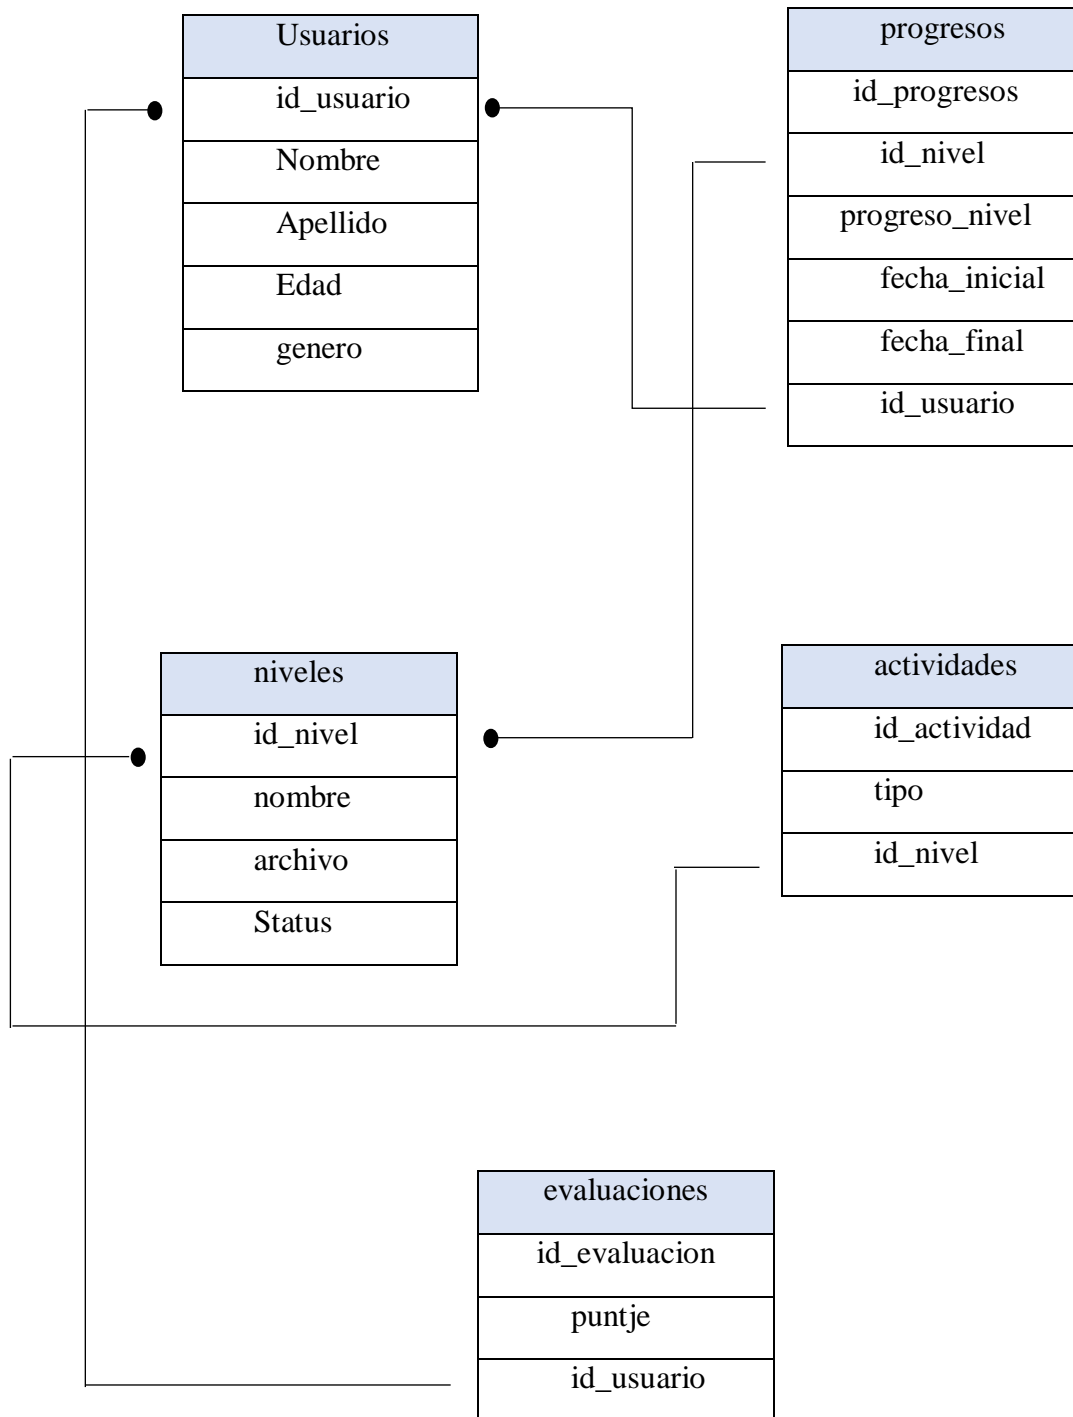 Usuarios
id_usuario
Nombre
Apellido
Edad
genero
progresos
id_progresos
id_nivel
progreso_nivel
fecha_inicial
fecha_final
id_usuario
niveles
id_nivel
nombre
archivo
Status
actividades
id_actividad
tipo
id_nivel
evaluaciones
id_evaluacion
puntje
id_usuario